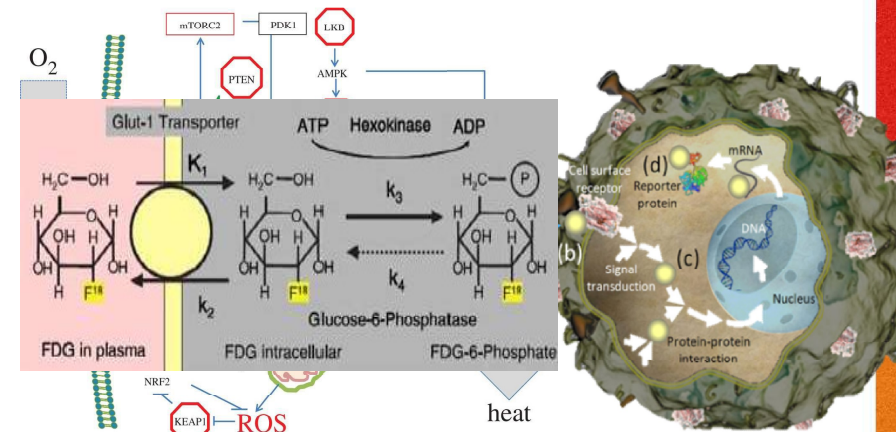 mTORC2
PDK1
LKB
O2
PTEN
AMPK
Glut-1 Transporter
ATP Hexokinase ADP
H2C—OH
K1
H2C—OH
k3
H2C—P
H
O
H
H
O
H
H
O
H
OH H
OH H
OH H
OH
H
OH
OH
H
OH
OH
H
OH
H
F18
k2
H
F18
k4
H
F18
Glucose-6-Phosphatase
FDG in plasma
FDG intracellular
FDG-6-Phosphate
NRF2
KEAP1
ROS
heat
mRNA
(d)
Cell surface
receptor
Reporter
protein
DNA
(b)
(c)
Signal
transduction
Nucleus
Protein-protein
interaction